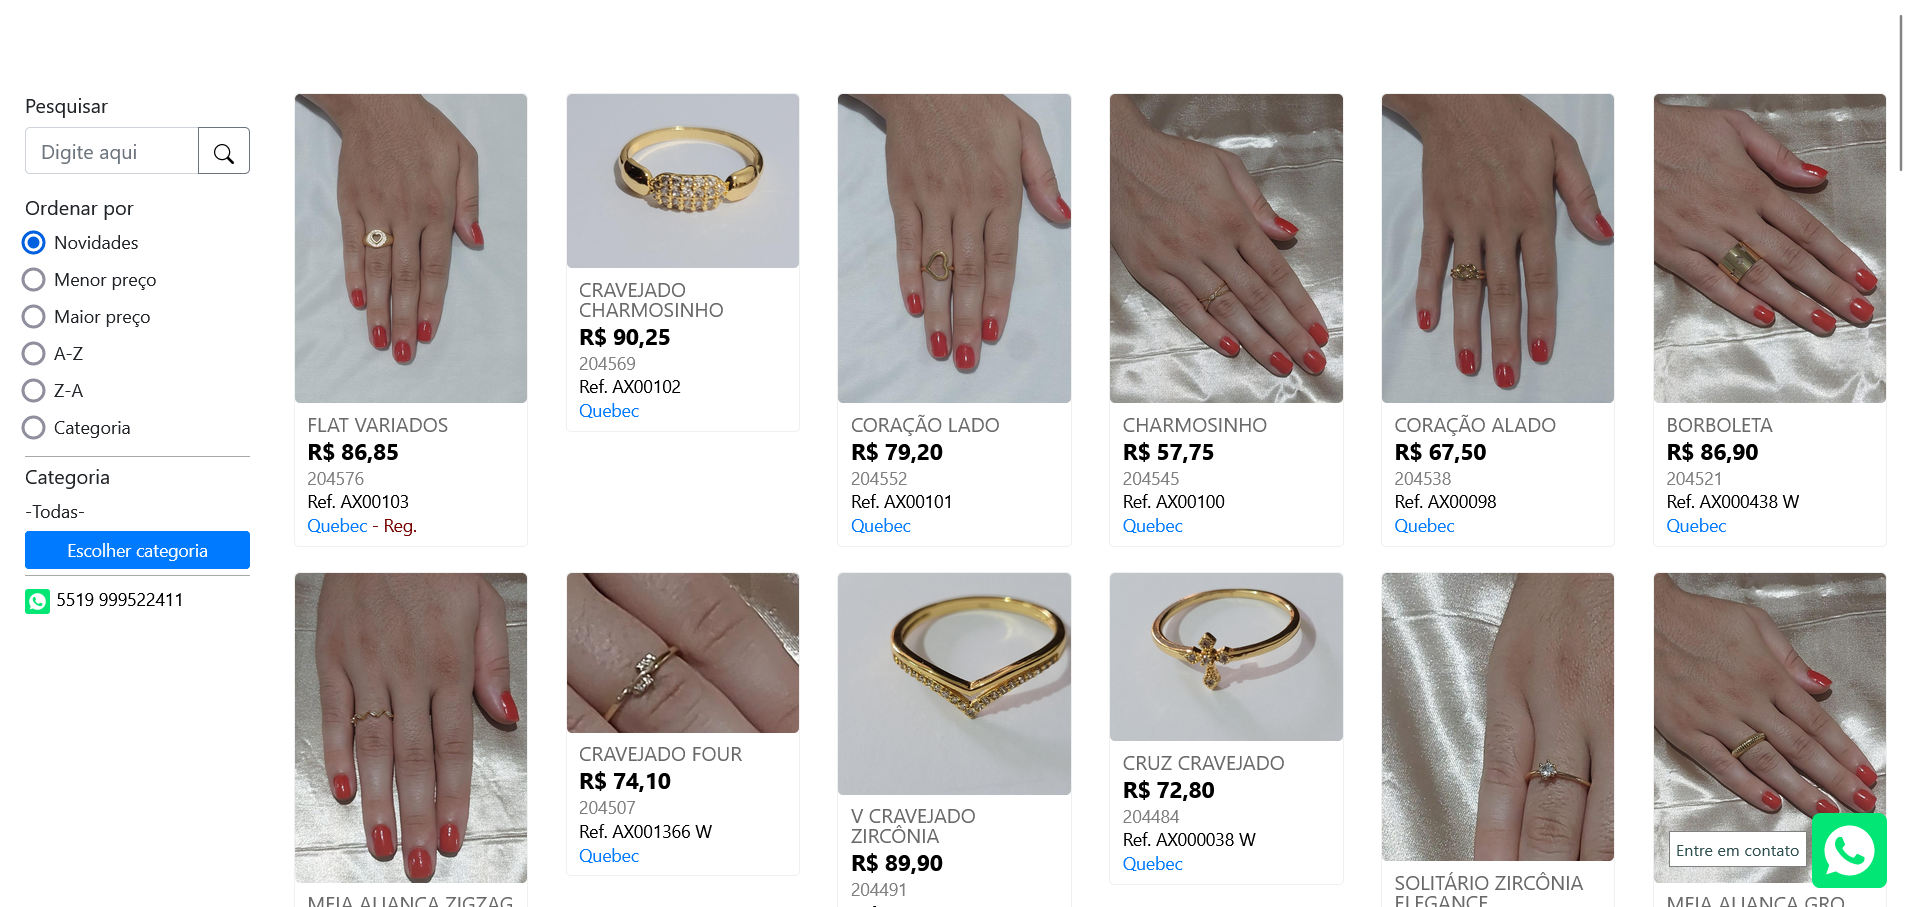 Pesquisar
Digite aqui
Ordenar por
Novidades
Menor preço
Maior preço
A-Z
Z-A
Categoria
Categoria
-Todas-
Escolher categoria
5519 999522411
FLAT VARIADOS
R$ 86,85
204576
Ref. AX00103
Quebec - Reg.
CRAVEJADO
CHARMOSINHO
R$ 90,25
204569
Ref. AX00102
Quebec
CORAÇÃO LADO
R$ 79,20
204552
Ref. AX00101
Quebec
CHARMOSINHO
R$ 57,75
204545
Ref. AX00100
Quebec
CORAÇÃO ALADO
R$ 67,50
204538
Ref. AX00098
Quebec
BORBOLETA
R$ 86,90
204521
Ref. AX000438 W
Quebec
MEIA ALIANÇA ZIGZAG
CRAVEJADO FOUR
R$ 74,10
204507
Ref. AX001366 W
Quebec
V CRAVEJADO
ZIRCÔNIA
R$ 89,90
204491
CRUZ CRAVEJADO
R$ 72,80
204484
Ref. AX000038 W
Quebec
SOLITÁRIO ZIRCÔNIA
ELEGANCE
MEIA ALIANÇA GRO
Entre em contato